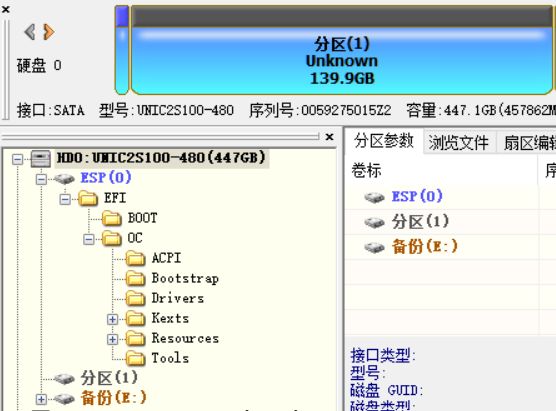 分区(1)
Unknown
139.9GB
硬盘 0
接口:SATA 型号:UNIC2S100-480 序列号:0059275015Z2 容量:447.1GB(457862M
HD0:UNIC2S100-480(447GB)
ESP(0)
EFI
BOOT
OC
ACPI
Bootstrap
Drivers
Kexts
Resources
Tools
分区(1)
备份(E:)
分区参数 浏览文件 扇区编辑
卷标
ESP(0)
分区(1)
备份(E:)
接口类型:
型号:
磁盘 GUID:
磁盘类型: